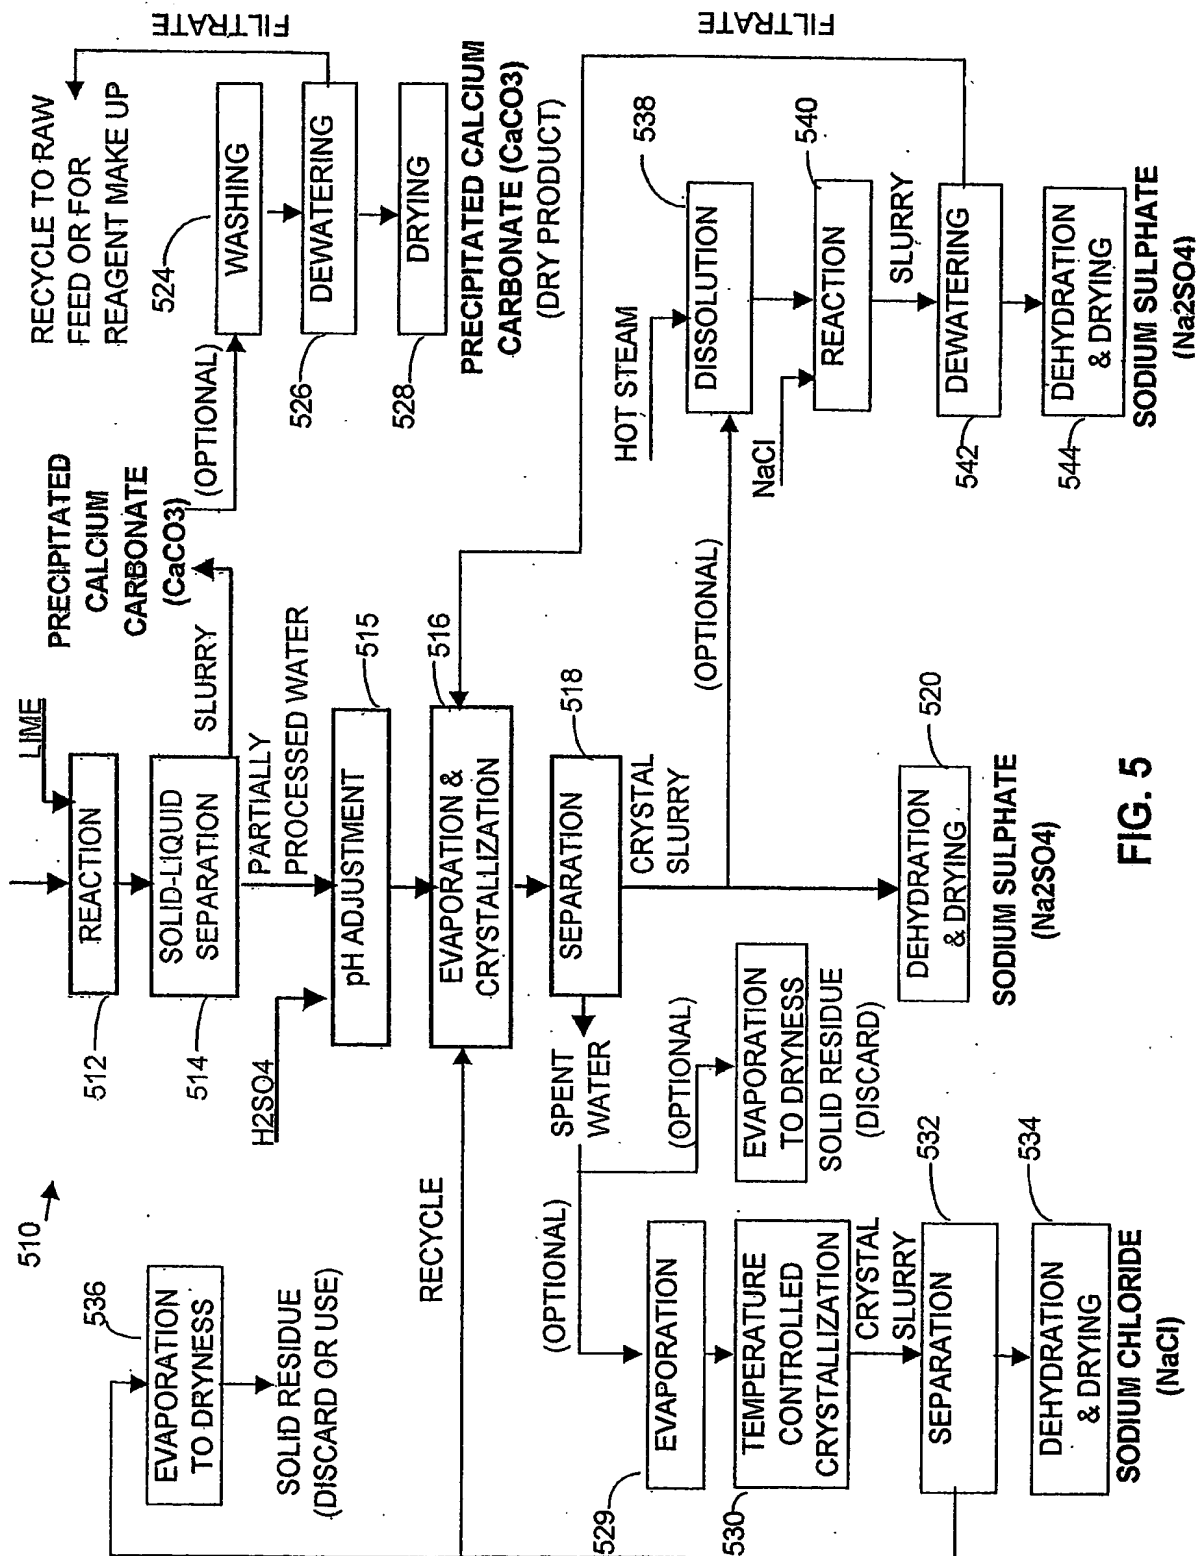 510
536
EVAPORATION
TO DRYNESS
SOLID RESIDUE
(DISCARD OR USE)
LIME
REACTION
512
SOLID-LIQUID
SEPARATION
514
SLURRY
PRECIPITATED
CALCIUM
CARBONATE
(CaCO3)
(OPTIONAL)
RECYCLE TO RAW
FEED OR FOR
REAGENT MAKE UP
FILTRATE
524
WASHING
DEWATERING
526
DRYING
528
PRECIPITATED CALCIUM
CARBONATE (CaCO3)
(DRY PRODUCT)
PARTIALLY
PROCESSED WATER
H2SO4
pH ADJUSTMENT
515
RECYCLE
EVAPORATION &
CRYSTALLIZATION
516
SEPARATION
518
SPENT
WATER
CRYSTAL
SLURRY
(OPTIONAL)
(OPTIONAL)
(OPTIONAL)
EVAPORATION
TO DRYNESS
SOLID RESIDUE
(DISCARD)
EVAPORATION
529
TEMPERATURE
CONTROLLED
CRYSTALLIZATION
530
CRYSTAL
SLURRY
SEPARATION
532
DEHYDRATION
& DRYING
534
SODIUM CHLORIDE
(NaCl)
DEHYDRATION
& DRYING
520
SODIUM SULPHATE
(Na2SO4)
HOT STEAM
DISSOLUTION
538
NaCl
REACTION
540
SLURRY
DEWATERING
542
FILTRATE
DEHYDRATION
& DRYING
544
SODIUM SULPHATE
(Na2SO4)
FIG. 5